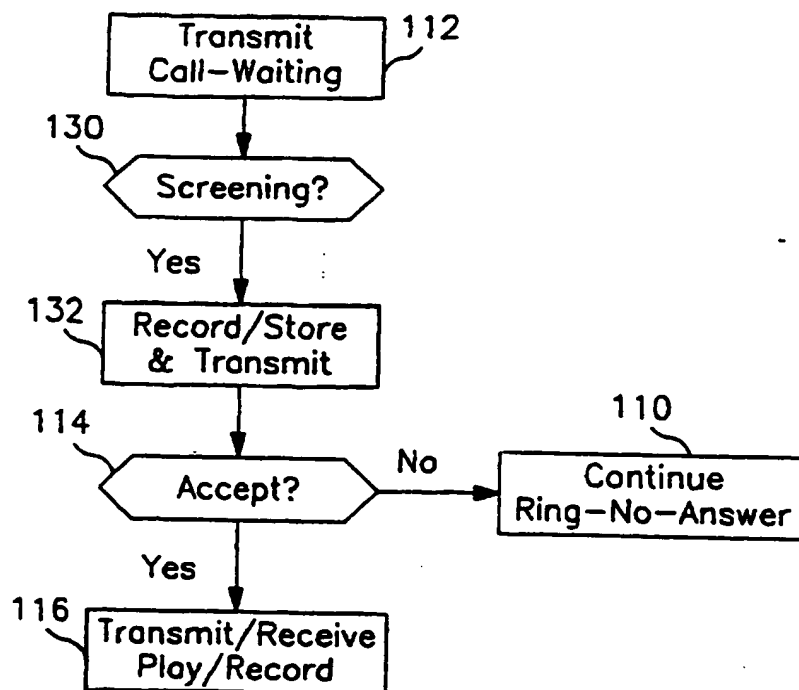 Transmit
Call-Waiting
112
130
Screening?
Yes
132
Record/Store
& Transmit
114
Accept?
No
110
Continue
Ring-No-Answer
Yes
116
Transmit/Receive
Play/Record